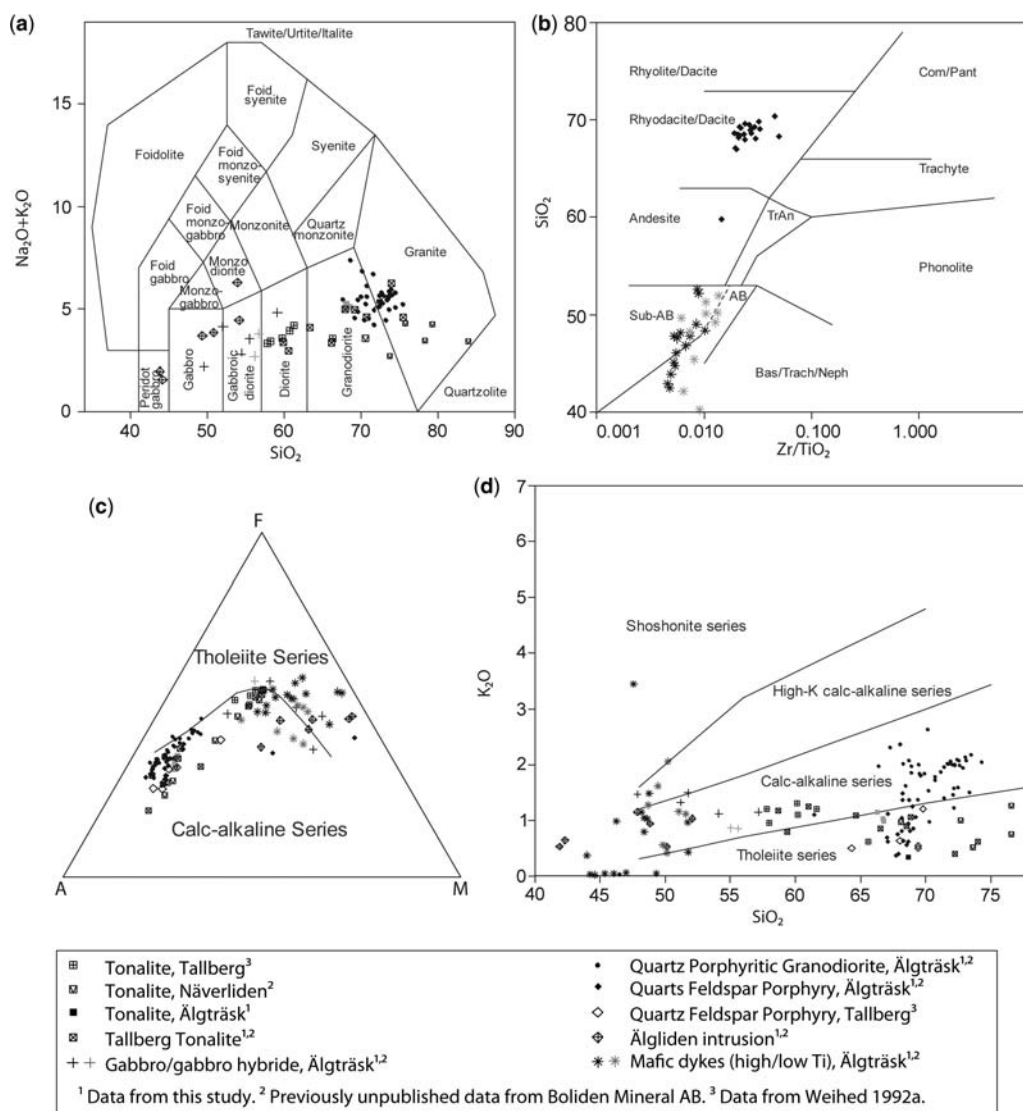 (a)
Tawite/Urtite/Italite
Foid
syenite
Foidolite
Syenite
Foid
monzo-
syenite
Foid
monzo-
gabbro
Monzonite
Quartz
monzonite
Granite
Foid
gabbro
Monzo
diorite
Monzo-
gabbro
Peridot
gabbro
Gabbro
Gabbroic
diorite
Diorite
Granodiorite
Quartzolite
Na₂O+K₂O
15
10
5
0
40 50 60 70 80 90
SiO₂
(b)
Rhyolite/Dacite
Com/Pant
Rhyodacite/Dacite
Trachyte
Andesite
TrAn
Phonolite
Sub-AB
AB
Bas/Trach/Neph
SiO₂
80
70
60
50
40
0.001 0.010 0.100 1.000
Zr/TiO₂
(c)
F
Tholeiite Series
Calc-alkaline Series
A M
(d)
Shoshonite series
High-K calc-alkaline series
Calc-alkaline series
Tholeiite series
K₂O
7
6
5
4
3
2
1
0
40 45 50 55 60 65 70 75
SiO₂
Tonalite, Tallberg³
Tonalite, Näverliden²
Tonalite, Älgträsk¹
Tallberg Tonalite¹,²
Gabbro/gabbro hybride, Älgträsk¹,²
Quartz Porphyritic Granodiorite, Älgträsk¹,²
Quarts Feldspar Porphyry, Älgträsk¹,²
Quartz Feldspar Porphyry, Tallberg³
Älgliden intrusion¹,²
Mafic dykes (high/low Ti), Älgträsk¹,²
¹ Data from this study. ² Previously unpublished data from Boliden Mineral AB. ³ Data from Weihed 1992a.